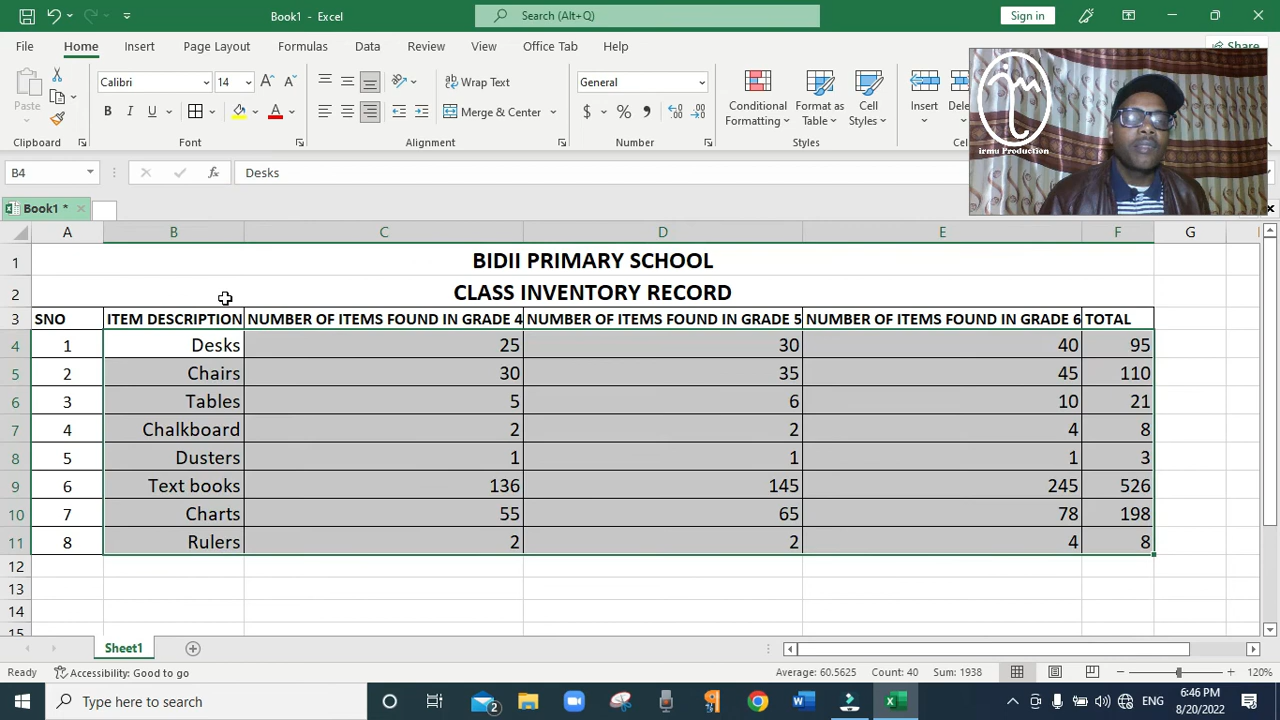 Book1 - Excel
Search (Alt+Q)
Sign in
File Home Insert Page Layout Formulas Data Review View Office Tab Help
Share
Paste
Calibri 14
Wrap Text
General
B I U
Merge & Center
$ % ,
Conditional Formatting
Format as Table
Cell Styles
Insert
Clipboard Font Alignment Number Styles
irmu Production
B4 fx Desks
Book1 *
A B C D E F G
1 BIDII PRIMARY SCHOOL
2 CLASS INVENTORY RECORD
3 SNO ITEM DESCRIPTION NUMBER OF ITEMS FOUND IN GRADE 4 NUMBER OF ITEMS FOUND IN GRADE 5 NUMBER OF ITEMS FOUND IN GRADE 6 TOTAL
4 1 Desks 25 30 40 95
5 2 Chairs 30 35 45 110
6 3 Tables 5 6 10 21
7 4 Chalkboard 2 2 4 8
8 5 Dusters 1 1 1 3
9 6 Text books 136 145 245 526
10 7 Charts 55 65 78 198
11 8 Rulers 2 2 4 8
12
13
14
15
Sheet1
Ready Accessibility: Good to go Average: 60.5625 Count: 40 Sum: 1938 120%
Type here to search
2
ENG
6:46 PM
8/20/2022